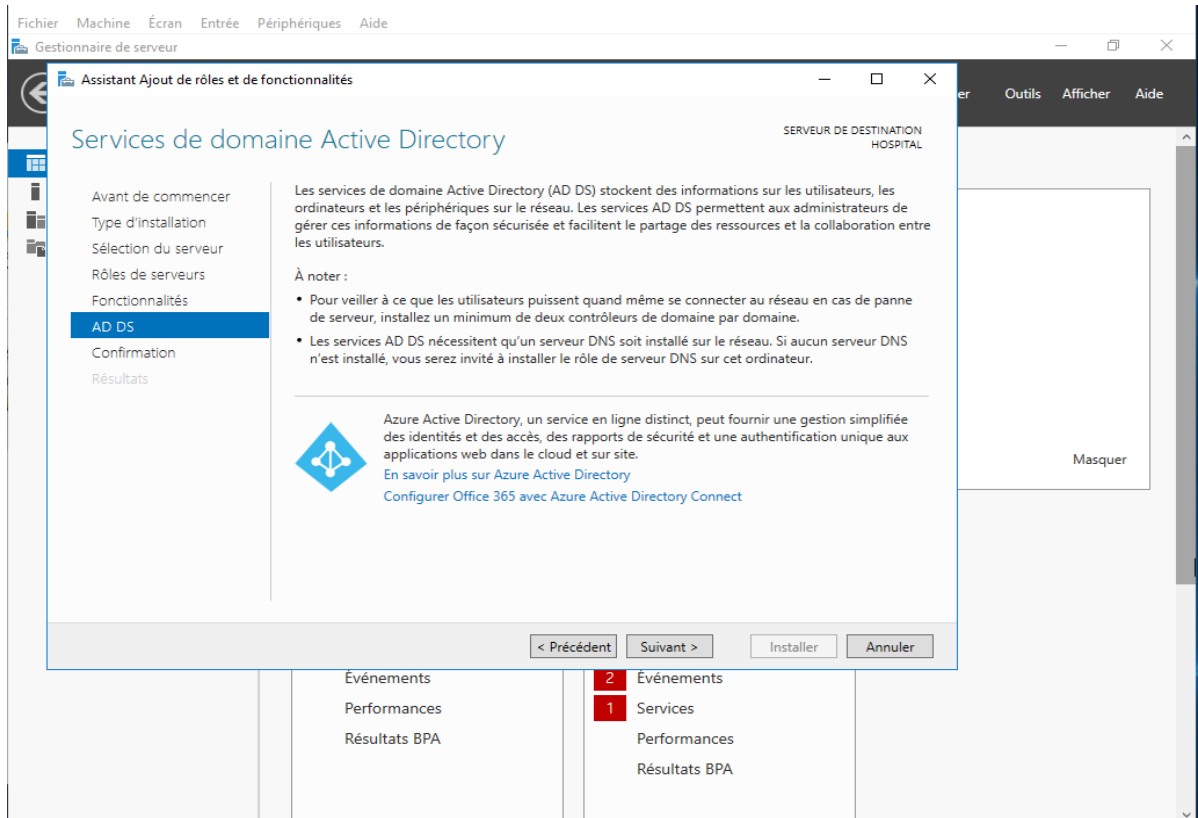 Fichier Machine Écran Entrée Périphériques Aide
Gestionnaire de serveur
Assistant Ajout de rôles et de fonctionnalités
Outils Afficher Aide
Services de domaine Active Directory
SERVEUR DE DESTINATION
HOSPITAL
Avant de commencer
Type d'installation
Sélection du serveur
Rôles de serveurs
Fonctionnalités
AD DS
Confirmation
Résultats
Les services de domaine Active Directory (AD DS) stockent des informations sur les utilisateurs, les
ordinateurs et les périphériques sur le réseau. Les services AD DS permettent aux administrateurs de
gérer ces informations de façon sécurisée et facilitent le partage des ressources et la collaboration entre
les utilisateurs.
À noter :
• Pour veiller à ce que les utilisateurs puissent quand même se connecter au réseau en cas de panne
de serveur, installez un minimum de deux contrôleurs de domaine par domaine.
• Les services AD DS nécessitent qu'un serveur DNS soit installé sur le réseau. Si aucun serveur DNS
n'est installé, vous serez invité à installer le rôle de serveur DNS sur cet ordinateur.
Azure Active Directory, un service en ligne distinct, peut fournir une gestion simplifiée
des identités et des accès, des rapports de sécurité et une authentification unique aux
applications web dans le cloud et sur site.
En savoir plus sur Azure Active Directory
Configurer Office 365 avec Azure Active Directory Connect
Masquer
< Précédent Suivant > Installer Annuler
Événements
Performances
Résultats BPA
2 Événements
1 Services
Performances
Résultats BPA